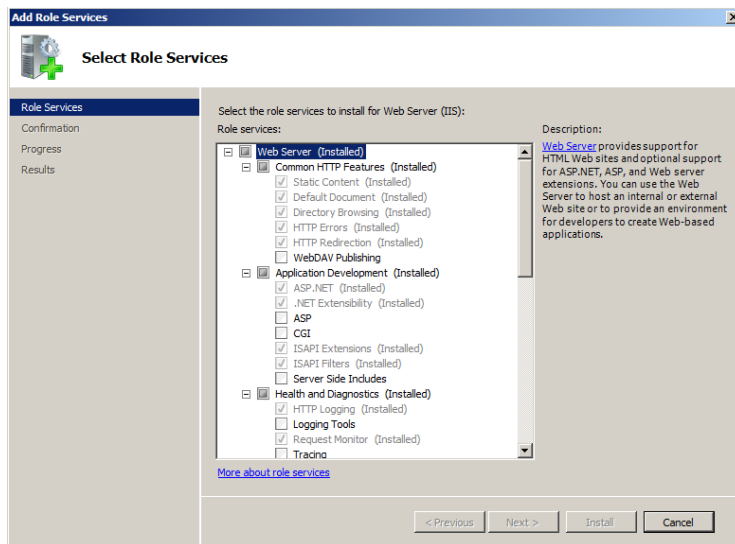 Add Role Services
Select Role Services
Role Services
Confirmation
Progress
Results
Select the role services to install for Web Server (IIS):
Role services:
Web Server (Installed)
Common HTTP Features (Installed)
Static Content (Installed)
Default Document (Installed)
Directory Browsing (Installed)
HTTP Errors (Installed)
HTTP Redirection (Installed)
WebDAV Publishing
Application Development (Installed)
ASP.NET (Installed)
.NET Extensibility (Installed)
ASP
CGI
ISAPI Extensions (Installed)
ISAPI Filters (Installed)
Server Side Includes
Health and Diagnostics (Installed)
HTTP Logging (Installed)
Logging Tools
Request Monitor (Installed)
Tracing
More about role services
Description:
Web Server provides support for
HTML Web sites and optional support
for ASP.NET, ASP, and Web server
extensions. You can use the Web
Server to host an internal or external
Web site or to provide an environment
for developers to create Web-based
applications.
< Previous
Next >
Install
Cancel